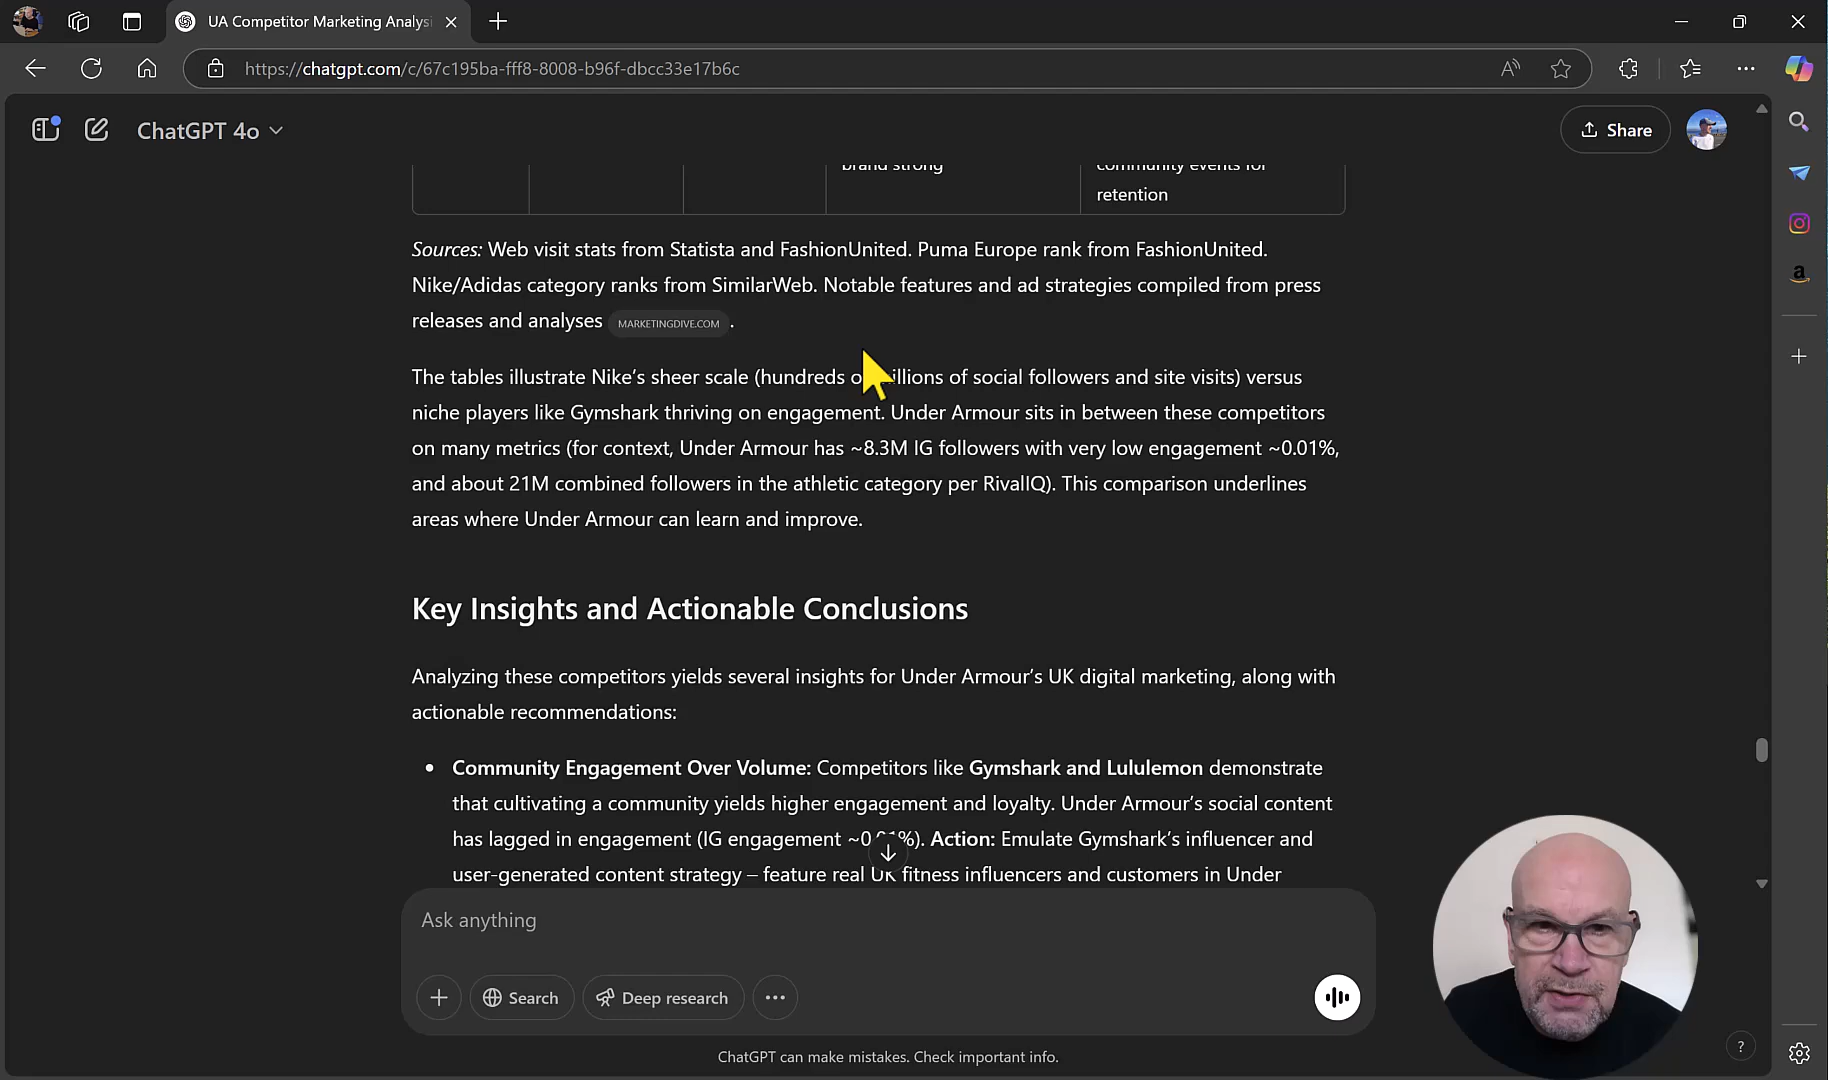 UA Competitor Marketing Analysi
https://chatgpt.com/c/67c195ba-fff8-8008-b96f-dbcc33e17b6c
ChatGPT 4o
Share
brand strong
community events for
retention
Sources: Web visit stats from Statista and FashionUnited. Puma Europe rank from FashionUnited.
Nike/Adidas category ranks from SimilarWeb. Notable features and ad strategies compiled from press
releases and analyses MARKETINGDIVE.COM .
The tables illustrate Nike’s sheer scale (hundreds o illions of social followers and site visits) versus
niche players like Gymshark thriving on engagement. Under Armour sits in between these competitors
on many metrics (for context, Under Armour has ~8.3M IG followers with very low engagement ~0.01%,
and about 21M combined followers in the athletic category per RivalIQ). This comparison underlines
areas where Under Armour can learn and improve.
Key Insights and Actionable Conclusions
Analyzing these competitors yields several insights for Under Armour’s UK digital marketing, along with
actionable recommendations:
• Community Engagement Over Volume: Competitors like Gymshark and Lululemon demonstrate
that cultivating a community yields higher engagement and loyalty. Under Armour’s social content
has lagged in engagement (IG engagement ~0.01%). Action: Emulate Gymshark’s influencer and
user-generated content strategy – feature real UK fitness influencers and customers in Under
Ask anything
Search
Deep research
ChatGPT can make mistakes. Check important info.
?